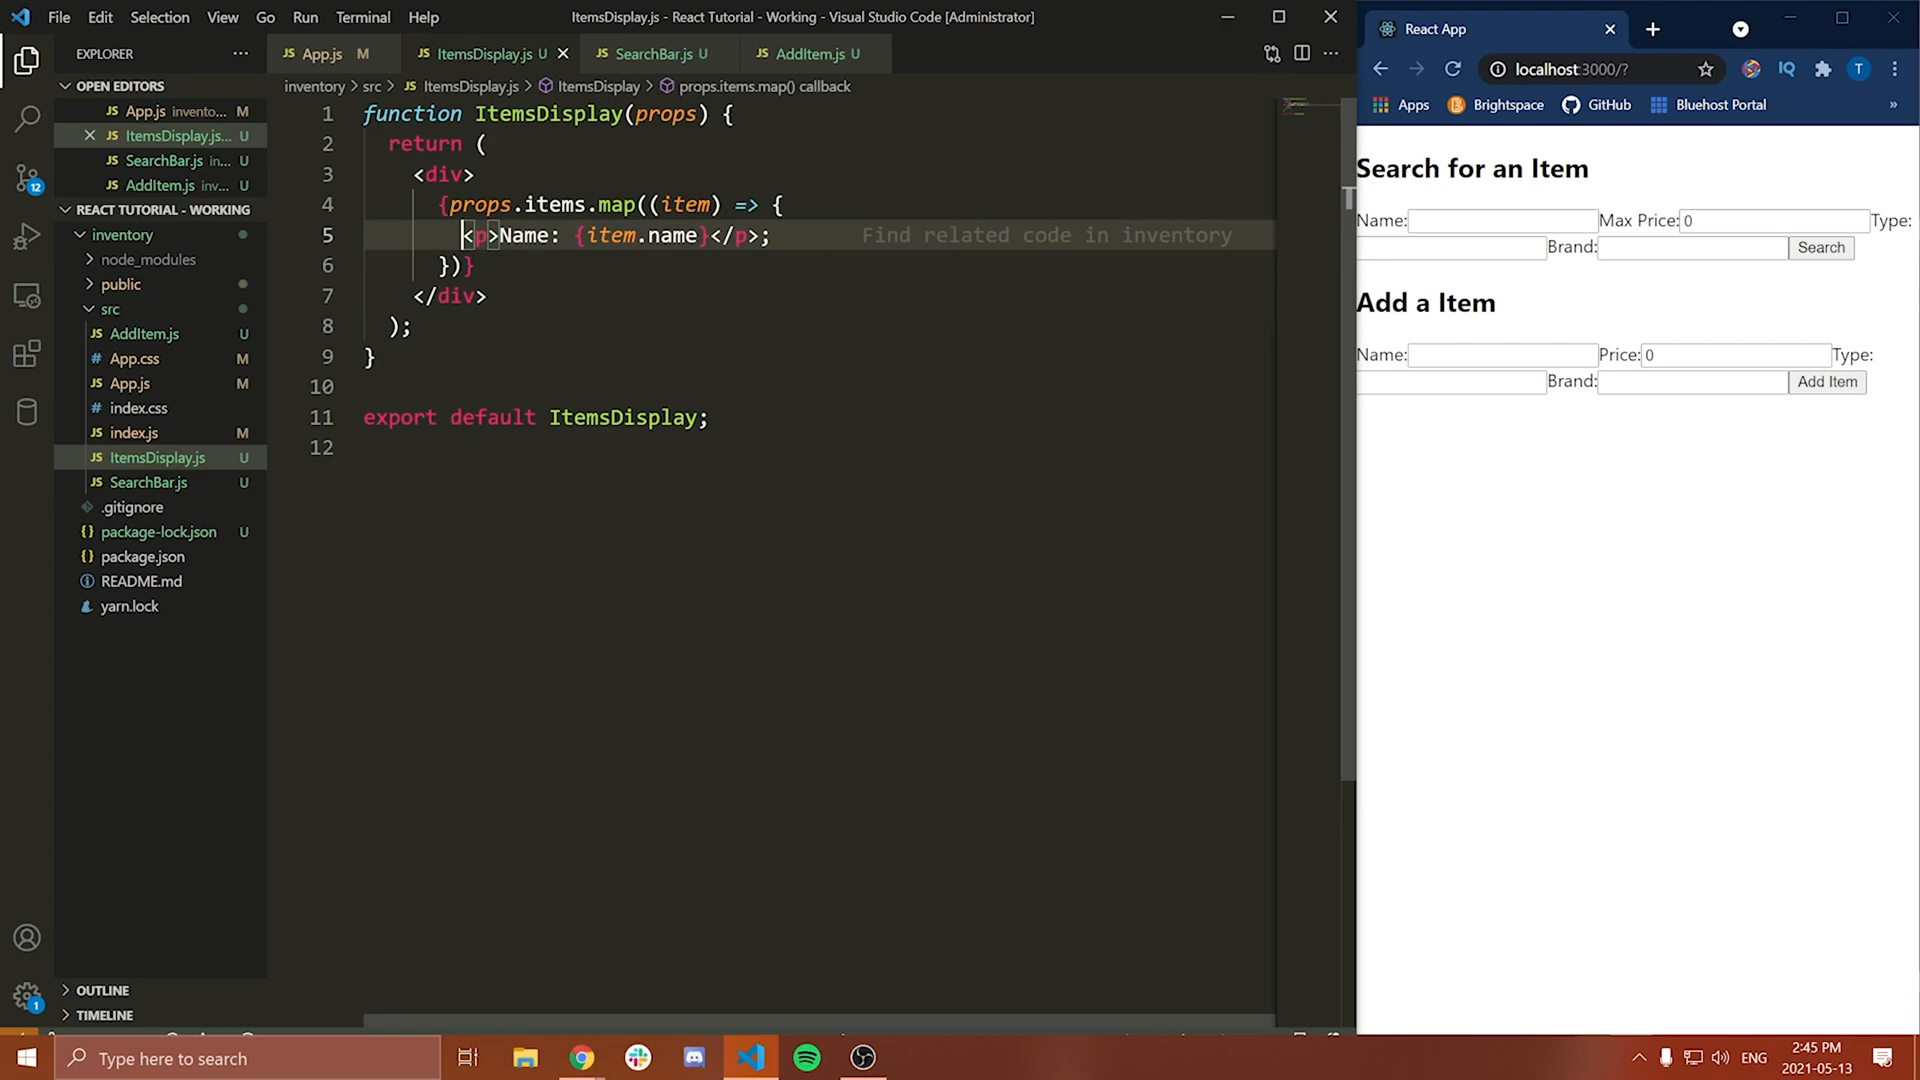 File Edit Selection View Go Run Terminal Help
ItemsDisplay.js - React Tutorial - Working - Visual Studio Code [Administrator]
EXPLORER
OPEN EDITORS
App.js invento... M
ItemsDisplay.js... U
SearchBar.js in... U
AddItem.js inv... U
REACT TUTORIAL - WORKING
inventory
node_modules
public
src
AddItem.js U
App.css M
App.js M
index.css
index.js M
ItemsDisplay.js U
SearchBar.js U
.gitignore
package-lock.json U
package.json
README.md
yarn.lock
OUTLINE
TIMELINE
12
1
App.js M
ItemsDisplay.js U
SearchBar.js U
AddItem.js U
inventory > src > JS ItemsDisplay.js > ItemsDisplay > props.items.map() callback
1 function ItemsDisplay(props) {
2 return (
3 <div>
4 {props.items.map((item) => {
5 <p>Name: {item.name}</p>; Find related code in inventory
6 })}
7 </div>
8 );
9 }
10
11 export default ItemsDisplay;
12
React App
localhost:3000/?
IQ
T
Apps Brightspace GitHub Bluehost Portal »
Search for an Item
Name: Max Price: 0 Type:
Brand: Search
Add a Item
Name: Price: 0 Type:
Brand: Add Item
Type here to search
ENG
2:45 PM
2021-05-13